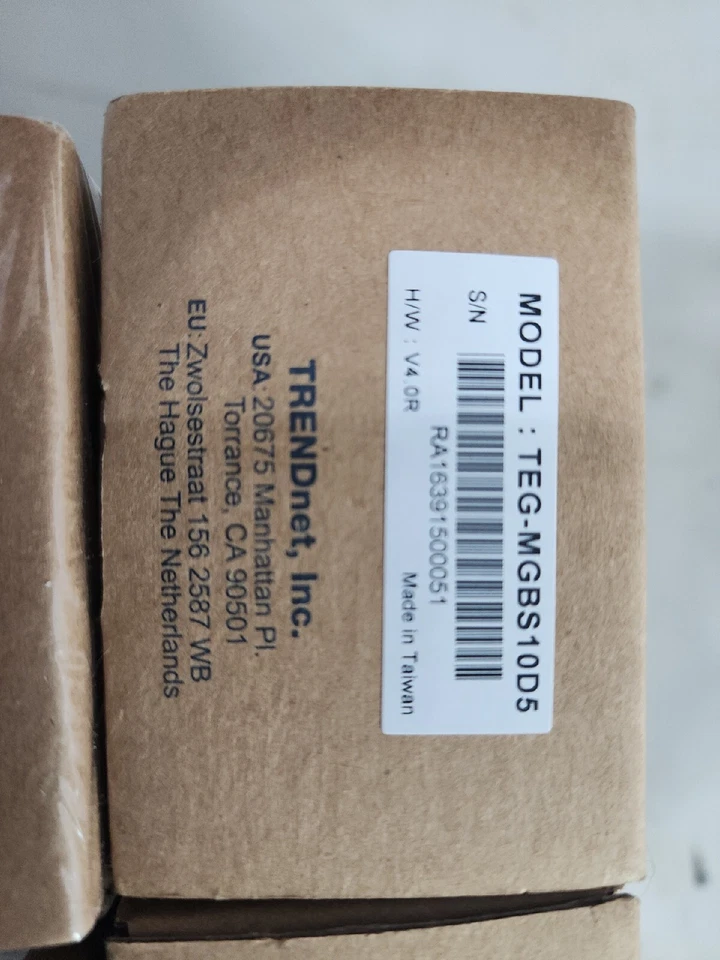 MODEL : TEG-MGBS10D5
S/N
RA16391500051
H/W : V4.0R
Made in Taiwan
TRENDnet, Inc.
USA: 20675 Manhattan Pl.
Torrance, CA 90501
EU: Zwolsestraat 156 2587 WB
The Hague The Netherlands